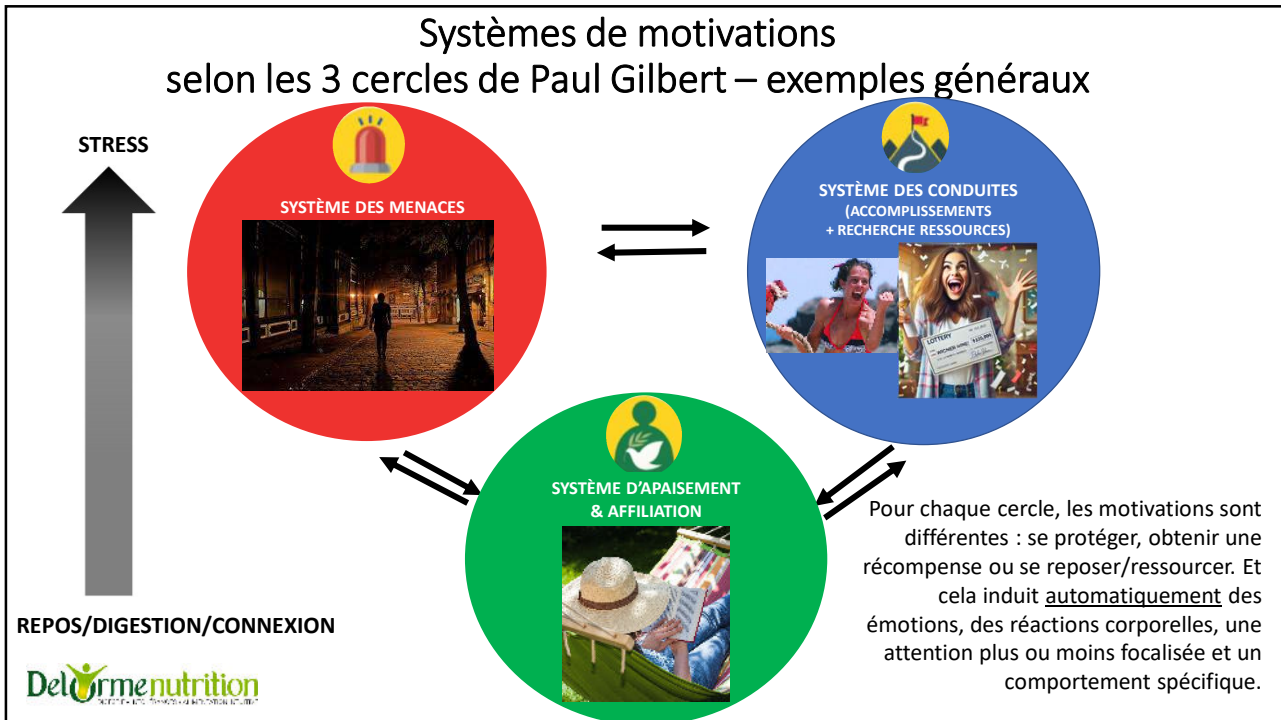 Systèmes de motivations
selon les 3 cercles de Paul Gilbert – exemples généraux
STRESS
SYSTÈME DES MENACES
SYSTÈME DES CONDUITES
(ACCOMPLISSEMENTS
+ RECHERCHE RESSOURCES)
LOTTERY
SYSTÈME D'APAISEMENT
& AFFILIATION
Pour chaque cercle, les motivations sont
différentes : se protéger, obtenir une
récompense ou se reposer/ressourcer. Et
cela induit automatiquement des
émotions, des réactions corporelles, une
attention plus ou moins focalisée et un
comportement spécifique.
REPOS/DIGESTION/CONNEXION
Delormenutrition